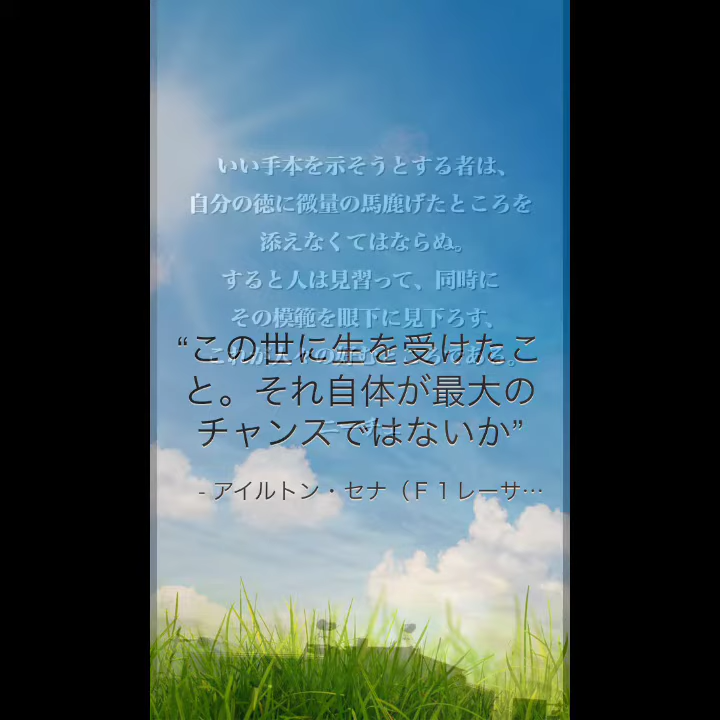 いい手本を示そうとする者は、
自分の徳に微量の馬鹿げたところを
添えなくてはならぬ。
すると人は見習って、同時に
その模範を眼下に見下ろす、
“この世に生を受けたこ
と。それ自体が最大の
チャンスではないか”
- アイルトン・セナ（Ｆ１レーサ…